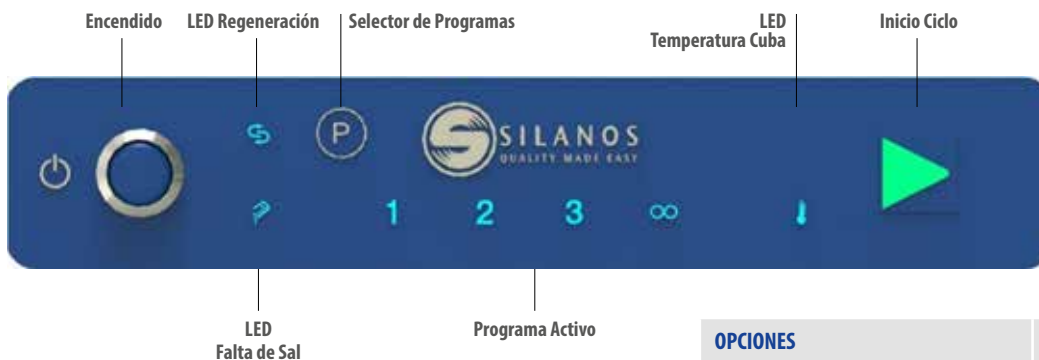 Encendido
LED Regeneración
Selector de Programas
LED
Temperatura Cuba
Inicio Ciclo
P
SILANOS
QUALITY MADE EASY
1 2 3 ∞
LED
Falta de Sal
Programa Activo
OPCIONES